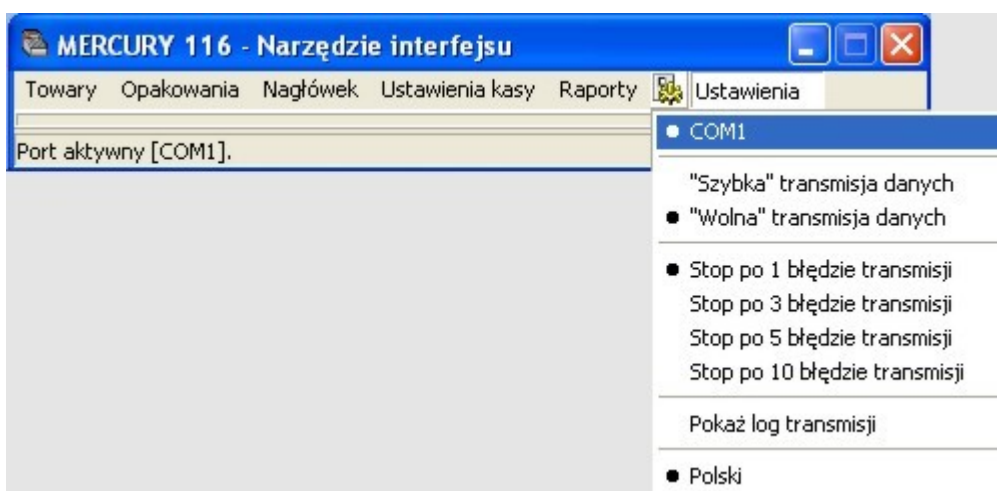 MERCURY 116 - Narzędzie interfejsu
Towary Opakowania Nagłówek Ustawienia kasy Raporty Ustawienia
Port aktywny [COM1].
COM1
"Szybka" transmisja danych
"Wolna" transmisja danych
Stop po 1 błędzie transmisji
Stop po 3 błędzie transmisji
Stop po 5 błędzie transmisji
Stop po 10 błędzie transmisji
Pokaż log transmisji
Polski